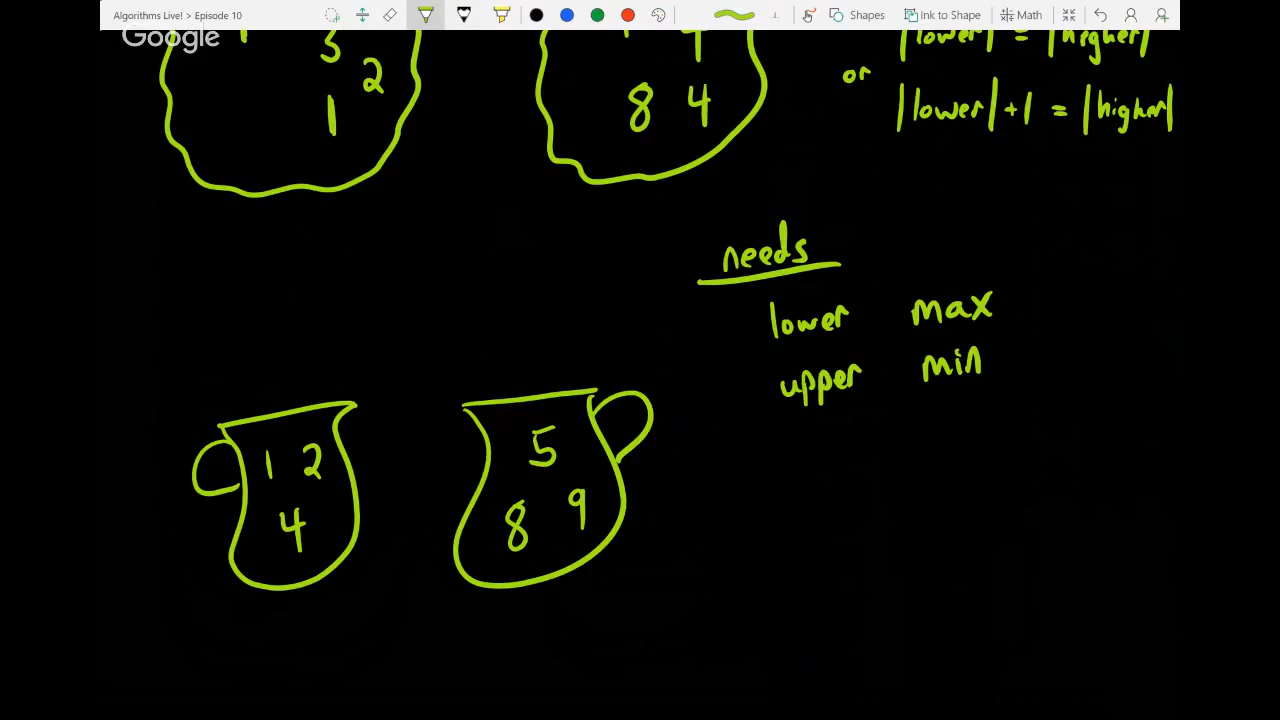 Algorithms Live! > Episode 10
Shapes
Ink to Shape
Math
Google
3
2
1
4
8 4
|lower| = |higher|
or
|lower| + 1 = |higher|
needs
lower max
upper min
1 2
4
5
8 9